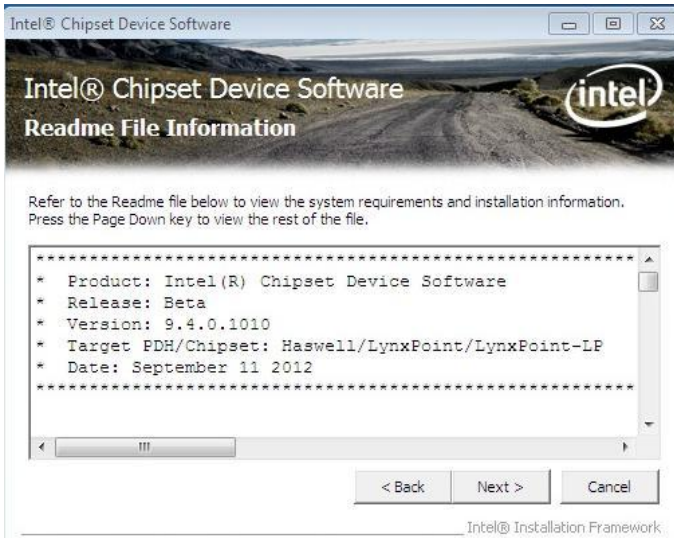 Intel® Chipset Device Software
Intel® Chipset Device Software
intel
Readme File Information
Refer to the Readme file below to view the system requirements and installation information.
Press the Page Down key to view the rest of the file.
************************************************************
* Product: Intel(R) Chipset Device Software
* Release: Beta
* Version: 9.4.0.1010
* Target PDH/Chipset: Haswell/LynxPoint/LynxPoint-LP
* Date: September 11 2012
************************************************************
< Back
Next >
Cancel
Intel® Installation Framework